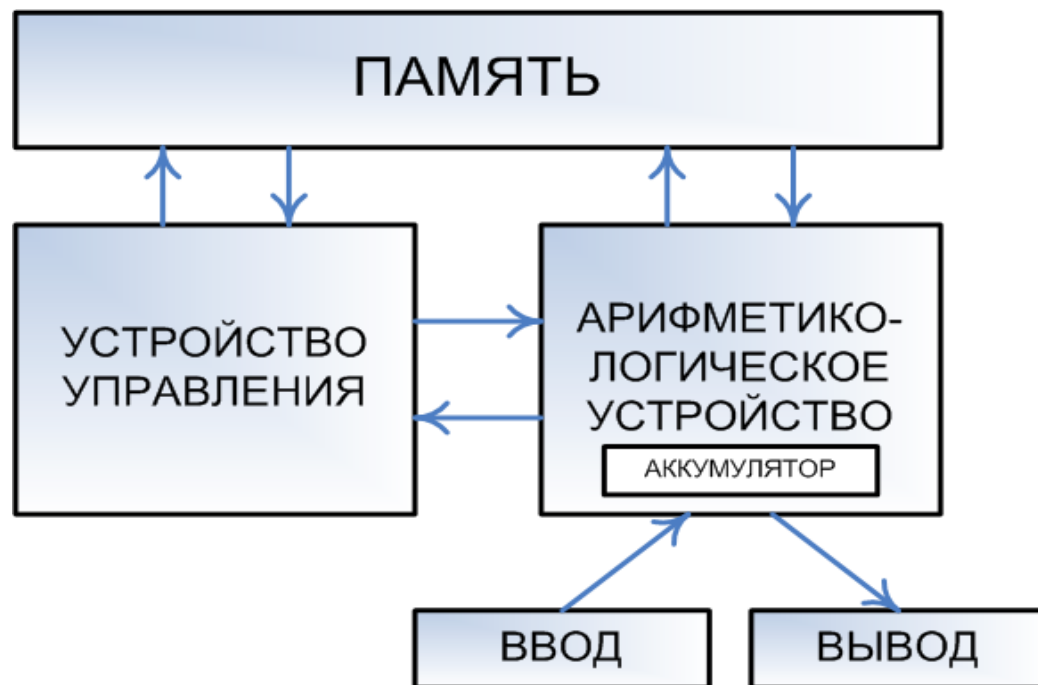 ПАМЯТЬ
УСТРОЙСТВО
УПРАВЛЕНИЯ
АРИФМЕТИКО-
ЛОГИЧЕСКОЕ
УСТРОЙСТВО
АККУМУЛЯТОР
ВВОД
ВЫВОД